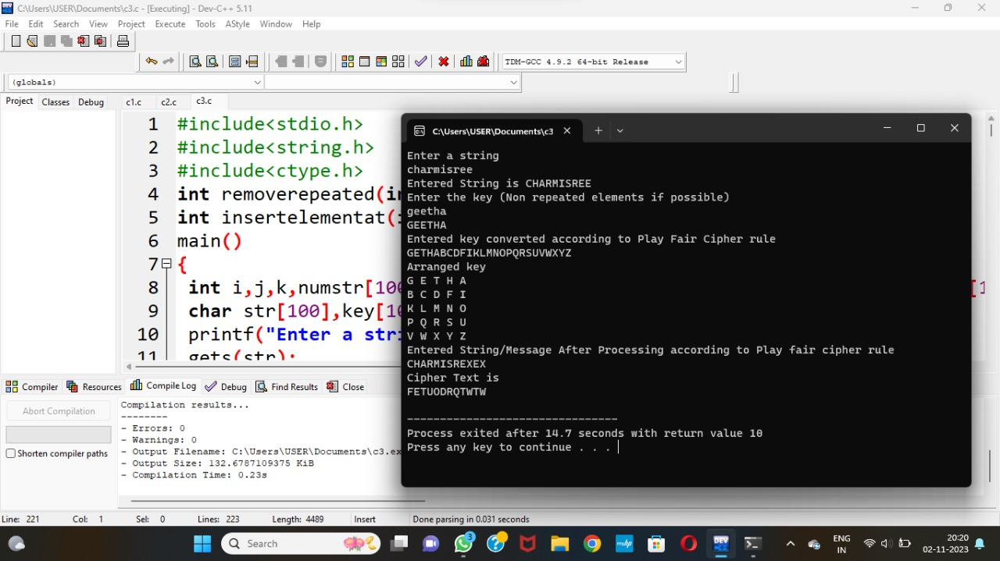 C:\Users\USER\Documents\c3.c - [Executing] - Dev-C++ 5.11
File Edit Search View Project Execute Tools AStyle Window Help
TDM-GCC 4.9.2 64-bit Release
(globals)
Project Classes Debug
c1.c c2.c c3.c
1 #include<stdio.h>
2 #include<string.h>
3 #include<ctype.h>
4 int removerepeated(in
5 int insertelementat(
6 main()
7 {
8 int i,j,k,numstr[100
[1
9 char str[100],key[10
10 printf("Enter a stri
11 gets(str);
C:\Users\USER\Documents\c3
Enter a string
charmisree
Entered String is CHARMISREE
Enter the key (Non repeated elements if possible)
geetha
GEETHA
Entered key converted according to Play Fair Cipher rule
GETHABCDFIKLMNOPQRSUVWXYZ
Arranged key
G E T H A
B C D F I
K L M N O
P Q R S U
V W X Y Z
Entered String/Message After Processing according to Play fair cipher rule
CHARMISREXEX
Cipher Text is
FETUODRQTWTW
--------------------------------
Process exited after 14.7 seconds with return value 10
Press any key to continue . . .
Compiler Resources Compile Log Debug Find Results Close
Abort Compilation
Shorten compiler paths
Compilation results...
--------
- Errors: 0
- Warnings: 0
- Output Filename: C:\Users\USER\Documents\c3.ex
- Output Size: 132.6787109375 KiB
- Compilation Time: 0.23s
Line: 221 Col: 1 Sel: 0 Lines: 223 Length: 4489 Insert Done parsing in 0.031 seconds
Search
3
DEV
ENG
IN
20:20
02-11-2023